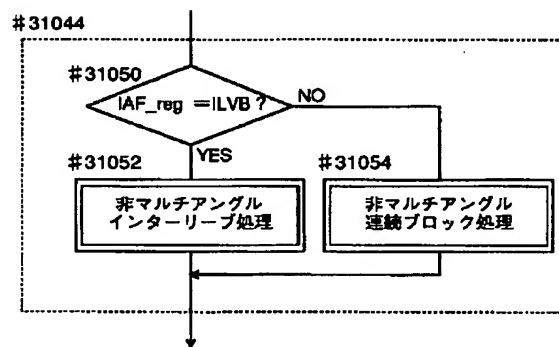 #31044
#31050
IAF_reg =ILVB ?
NO
YES
#31052
#31054
非マルチアングル
インターリーブ処理
非マルチアングル
連続ブロック処理